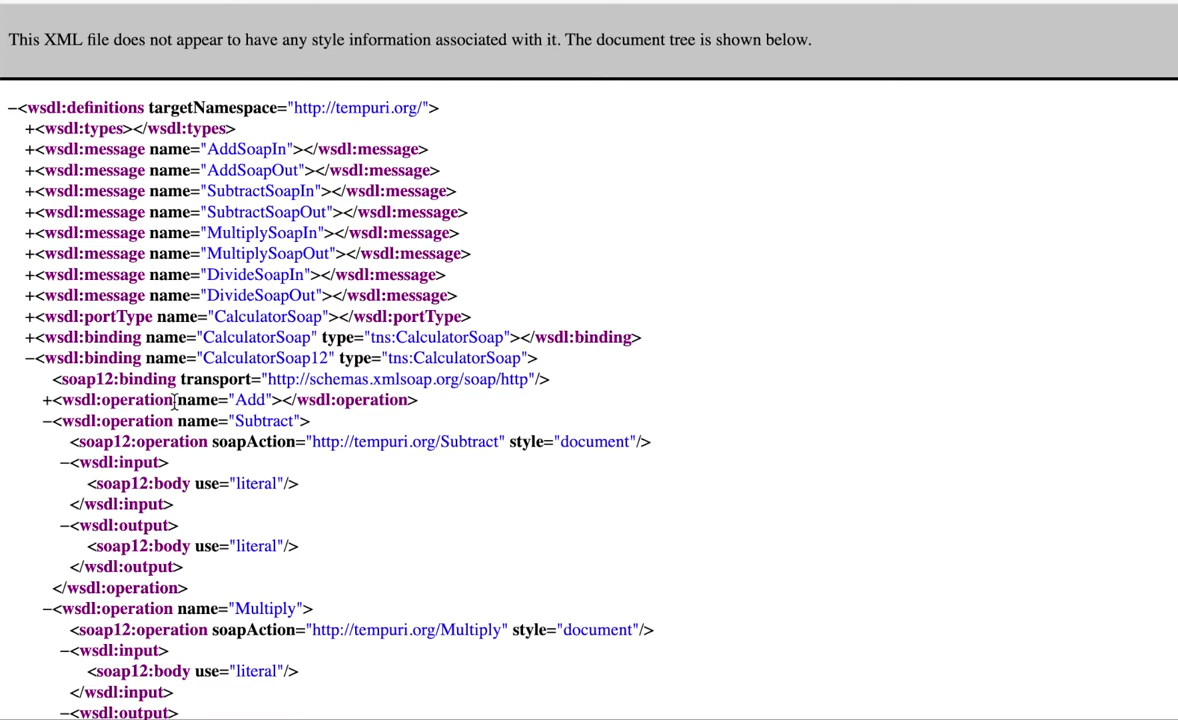 This XML file does not appear to have any style information associated with it. The document tree is shown below.
−<wsdl:definitions targetNamespace="http://tempuri.org/">
+<wsdl:types></wsdl:types>
+<wsdl:message name="AddSoapIn"></wsdl:message>
+<wsdl:message name="AddSoapOut"></wsdl:message>
+<wsdl:message name="SubtractSoapIn"></wsdl:message>
+<wsdl:message name="SubtractSoapOut"></wsdl:message>
+<wsdl:message name="MultiplySoapIn"></wsdl:message>
+<wsdl:message name="MultiplySoapOut"></wsdl:message>
+<wsdl:message name="DivideSoapIn"></wsdl:message>
+<wsdl:message name="DivideSoapOut"></wsdl:message>
+<wsdl:portType name="CalculatorSoap"></wsdl:portType>
+<wsdl:binding name="CalculatorSoap" type="tns:CalculatorSoap"></wsdl:binding>
−<wsdl:binding name="CalculatorSoap12" type="tns:CalculatorSoap">
<soap12:binding transport="http://schemas.xmlsoap.org/soap/http"/>
+<wsdl:operation name="Add"></wsdl:operation>
−<wsdl:operation name="Subtract">
<soap12:operation soapAction="http://tempuri.org/Subtract" style="document"/>
−<wsdl:input>
<soap12:body use="literal"/>
</wsdl:input>
−<wsdl:output>
<soap12:body use="literal"/>
</wsdl:output>
</wsdl:operation>
−<wsdl:operation name="Multiply">
<soap12:operation soapAction="http://tempuri.org/Multiply" style="document"/>
−<wsdl:input>
<soap12:body use="literal"/>
</wsdl:input>
−<wsdl:output>